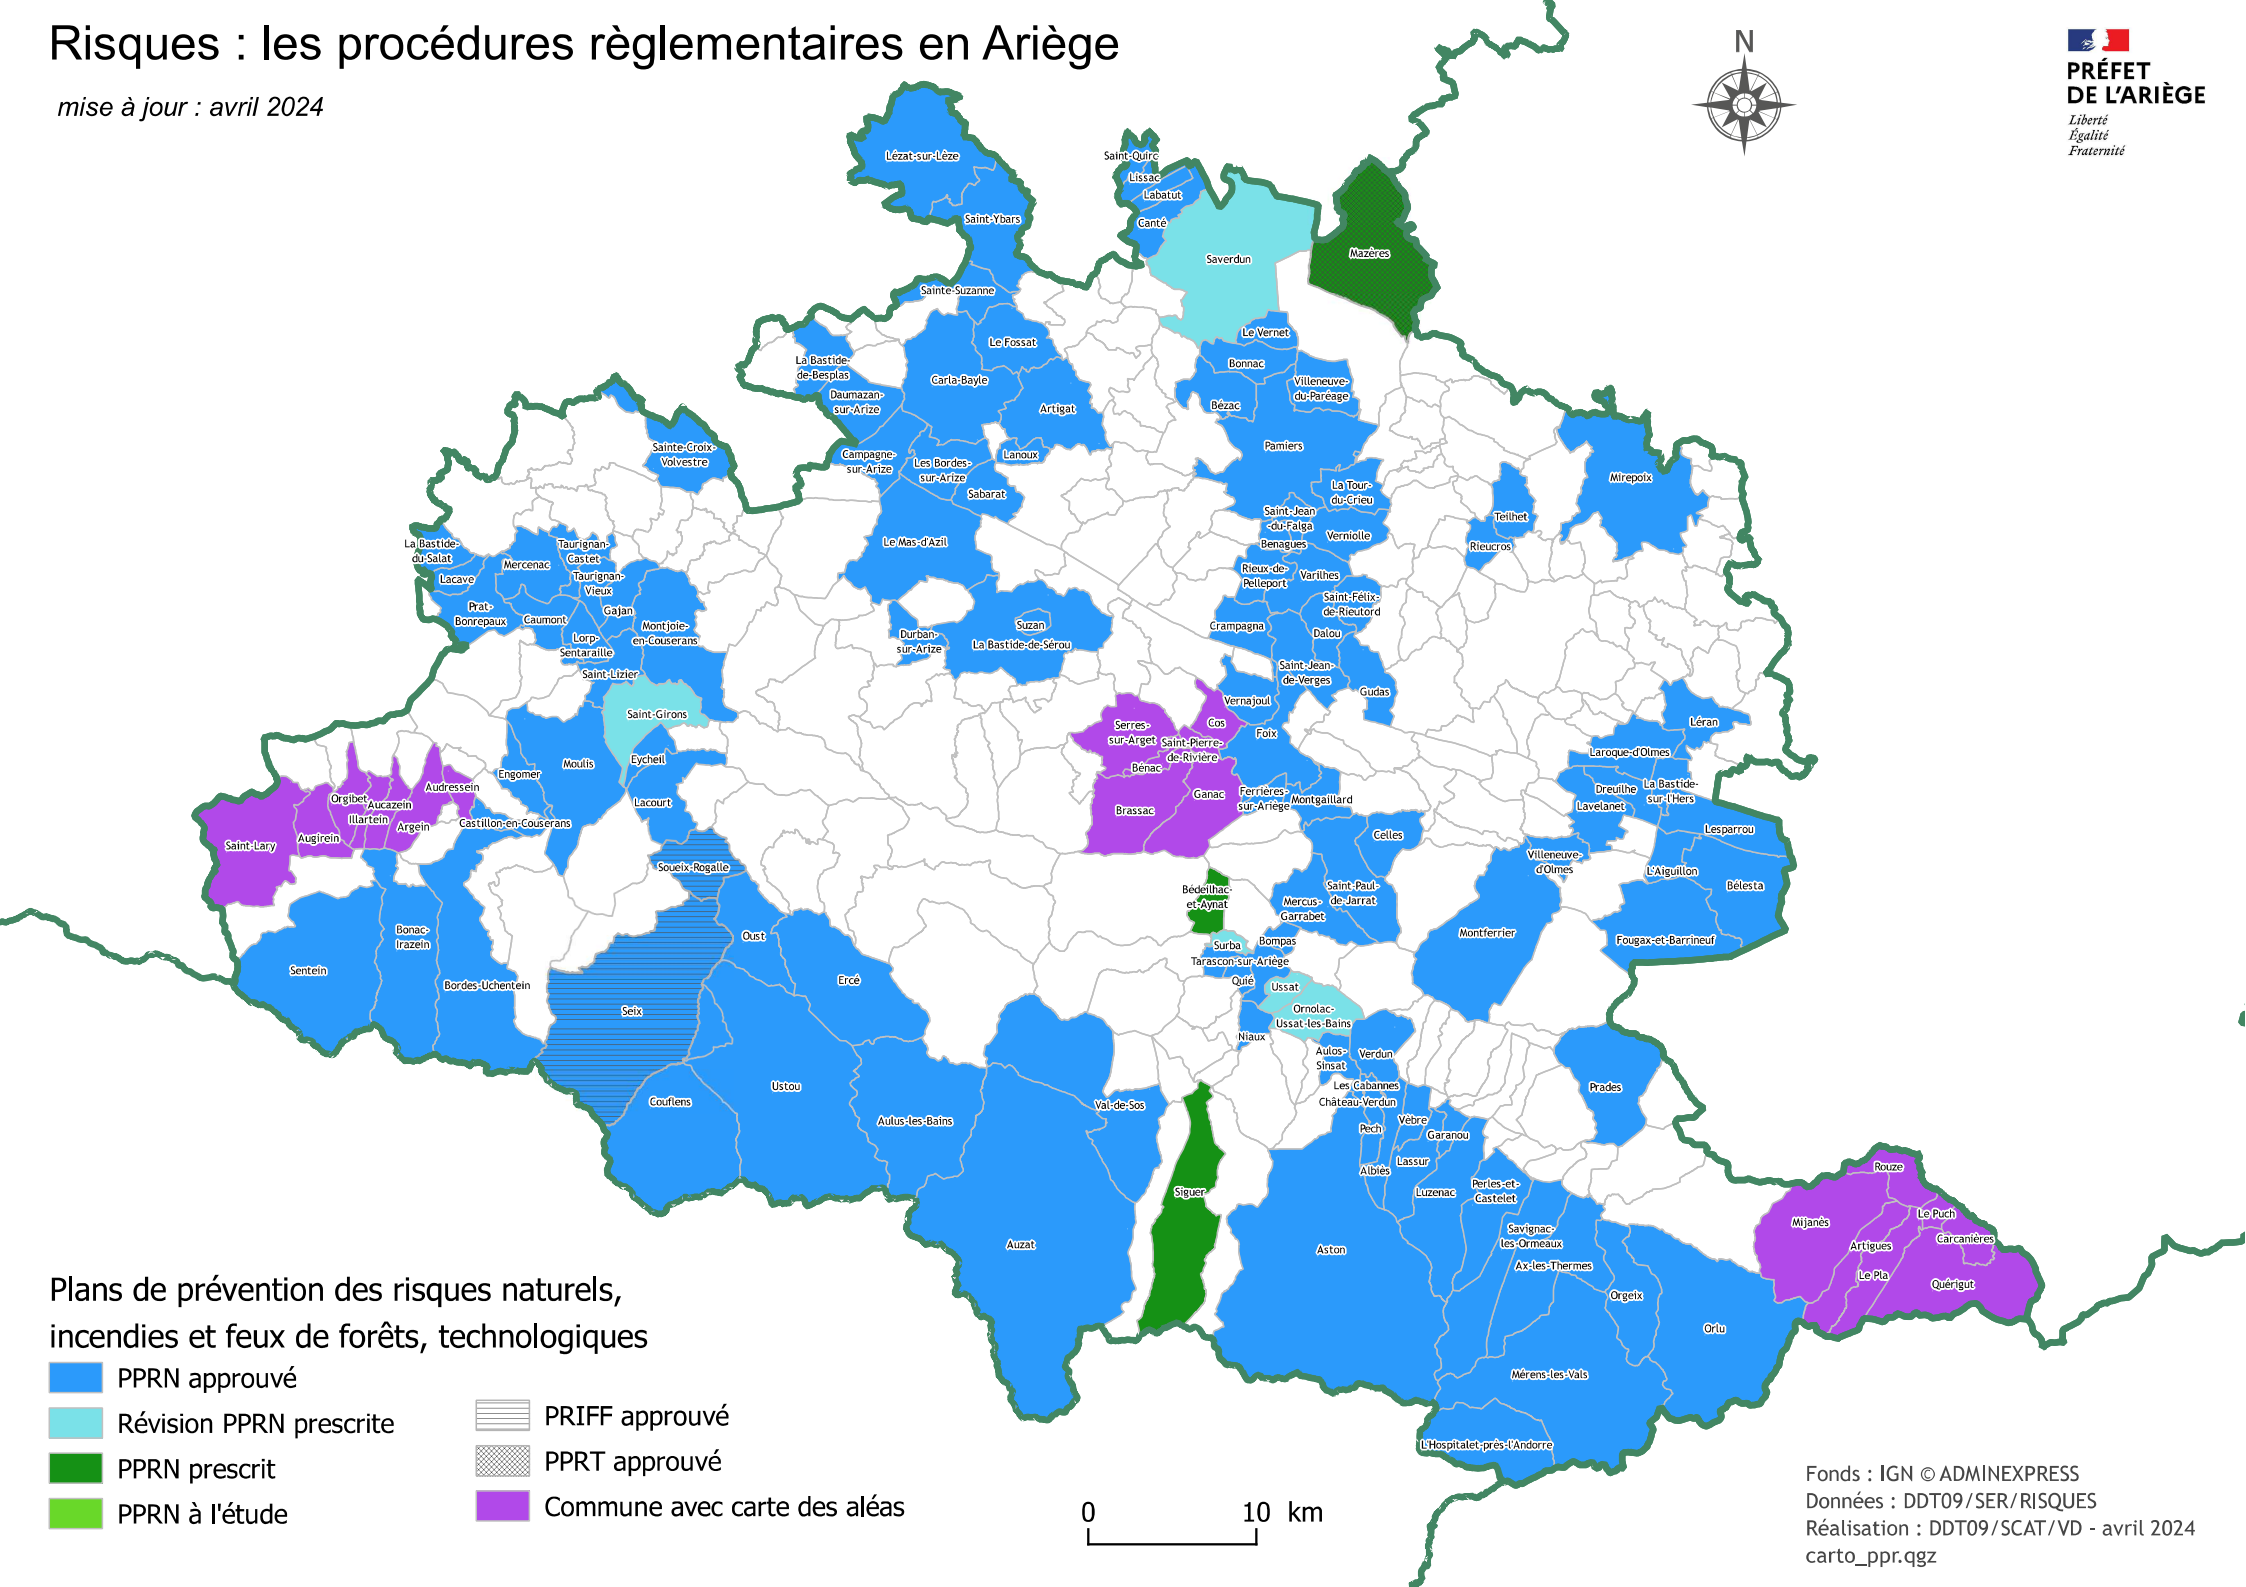 Risques : les procédures règlementaires en Ariège
mise à jour : avril 2024
N
PRÉFET
DE L'ARIÈGE
Liberté
Égalité
Fraternité
Lézat-sur-Lèze
Saint-Ybars
Saint-Quirc
Lissac
Labatut
Canté
Saverdun
Mazères
Sainte-Suzanne
Le Fossat
La Bastide-
de-Besplas
Carla-Bayle
Daumazan-
sur-Arize
Artigat
Le Vernet
Bonnac
Villeneuve-
du-Paréage
Bézac
Pamiers
Sainte-Croix-
Volvestre
Campagne-
sur-Arize
Les Bordes-
sur-Arize
Lanoux
Sabarat
La Tour-
du-Crieu
Mirepoix
Teilhet
Rieucros
Saint-Jean
-du-Falga
Benagues
Verniolle
Le Mas-d'Azil
La Bastide-
du-Salat
Taurignan-
Castet
Mercenac
Lacave
Taurignan-
Vieux
Rieux-de-
Pelleport
Varilhes
Saint-Félix-
de-Rieutord
Prat-
Bonrepaux
Caumont
Gajan
Montjoie-
en-Couserans
Lorp-
Sentaraille
Saint-Lizier
Durban-
sur-Arize
Suzan
La Bastide-de-Sérou
Crampagna
Dalou
Saint-Jean-
de-Verges
Gudas
Saint-Girons
Vernajoul
Cos
Serres-
sur-Arget
Saint-Pierre-
de-Rivière
Foix
Léran
Laroque-d'Olmes
Bénac
Engomer
Moulis
Eycheil
Lacourt
Castillon-en-Couserans
Audressein
Orgibet
Aucazein
Illartein
Argein
Augirein
Saint-Lary
Brassac
Ganac
Ferrières-
sur-Ariège
Montgaillard
Dreuilhe
La Bastide-
sur-l'Hers
Lavelanet
Lesparrou
Celles
Villeneuve-
d'Olmes
L'Aiguillon
Bélesta
Soueix-Rogalle
Bédeilhac-
et-Aynat
Saint-Paul-
de-Jarrat
Mercus-
Garrabet
Montferrier
Fougax-et-Barrineuf
Bonac-
Irazein
Sentein
Bordes-Uchentein
Oust
Ercé
Seix
Surba
Bompas
Tarascon-sur-Ariège
Quié
Ussat
Ornolac-
Ussat-les-Bains
Niaux
Aulos-
Sinsat
Verdun
Les Cabannes
Château-Verdun
Prades
Couflens
Ustou
Aulus-les-Bains
Val-de-Sos
Vèbre
Pech
Garanou
Lassur
Albiès
Luzenac
Perles-et-
Castelet
Siguer
Auzat
Aston
Savignac-
les-Ormeaux
Ax-les-Thermes
Orgeix
Orlu
Mérens-les-Vals
L'Hospitalet-près-l'Andorre
Rouze
Mijanès
Le Puch
Artigues
Carcanières
Le Pla
Quérigut
Plans de prévention des risques naturels,
incendies et feux de forêts, technologiques
PPRN approuvé
Révision PPRN prescrite
PPRN prescrit
PPRN à l'étude
PRIFF approuvé
PPRT approuvé
Commune avec carte des aléas
0 10 km
Fonds : IGN © ADMINEXPRESS
Données : DDT09/SER/RISQUES
Réalisation : DDT09/SCAT/VD - avril 2024
carto_ppr.qgz